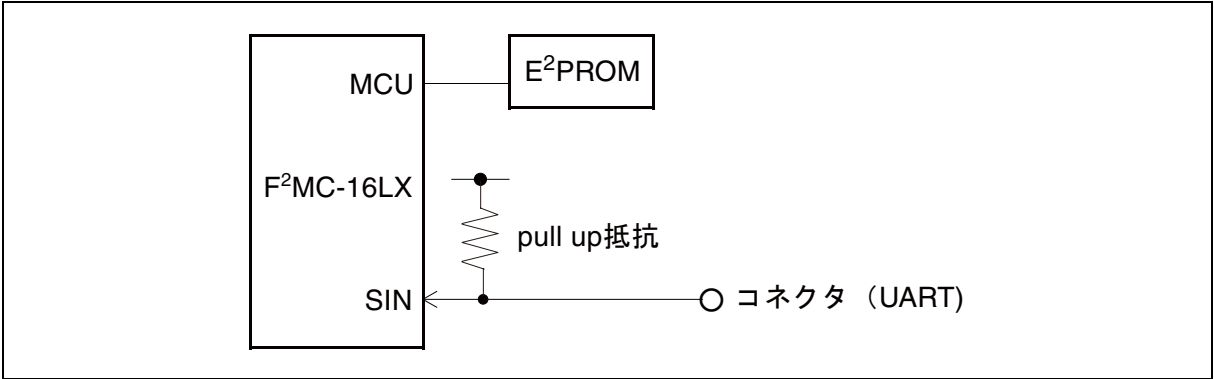 MCU
E²PROM
F²MC-16LX
pull up抵抗
SIN
コネクタ（UART)